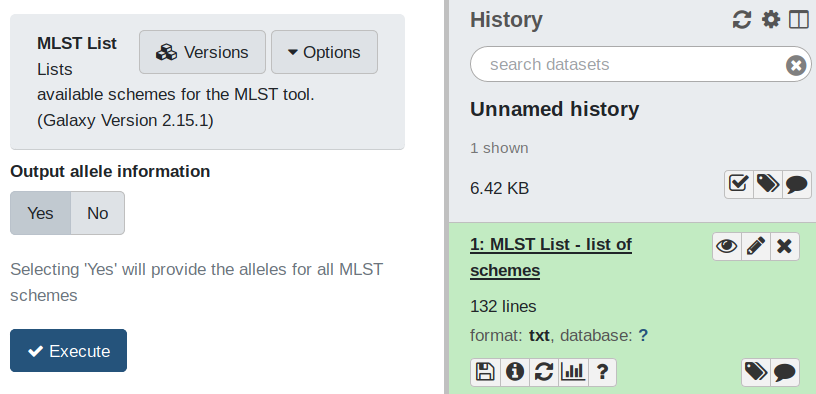 MLST List
Versions
Options
Lists
available schemes for the MLST tool.
(Galaxy Version 2.15.1)
Output allele information
Yes No
Selecting 'Yes' will provide the alleles for all MLST
schemes
Execute
History
search datasets
Unnamed history
1 shown
6.42 KB
1: MLST List - list of
schemes
132 lines
format: txt, database: ?
?